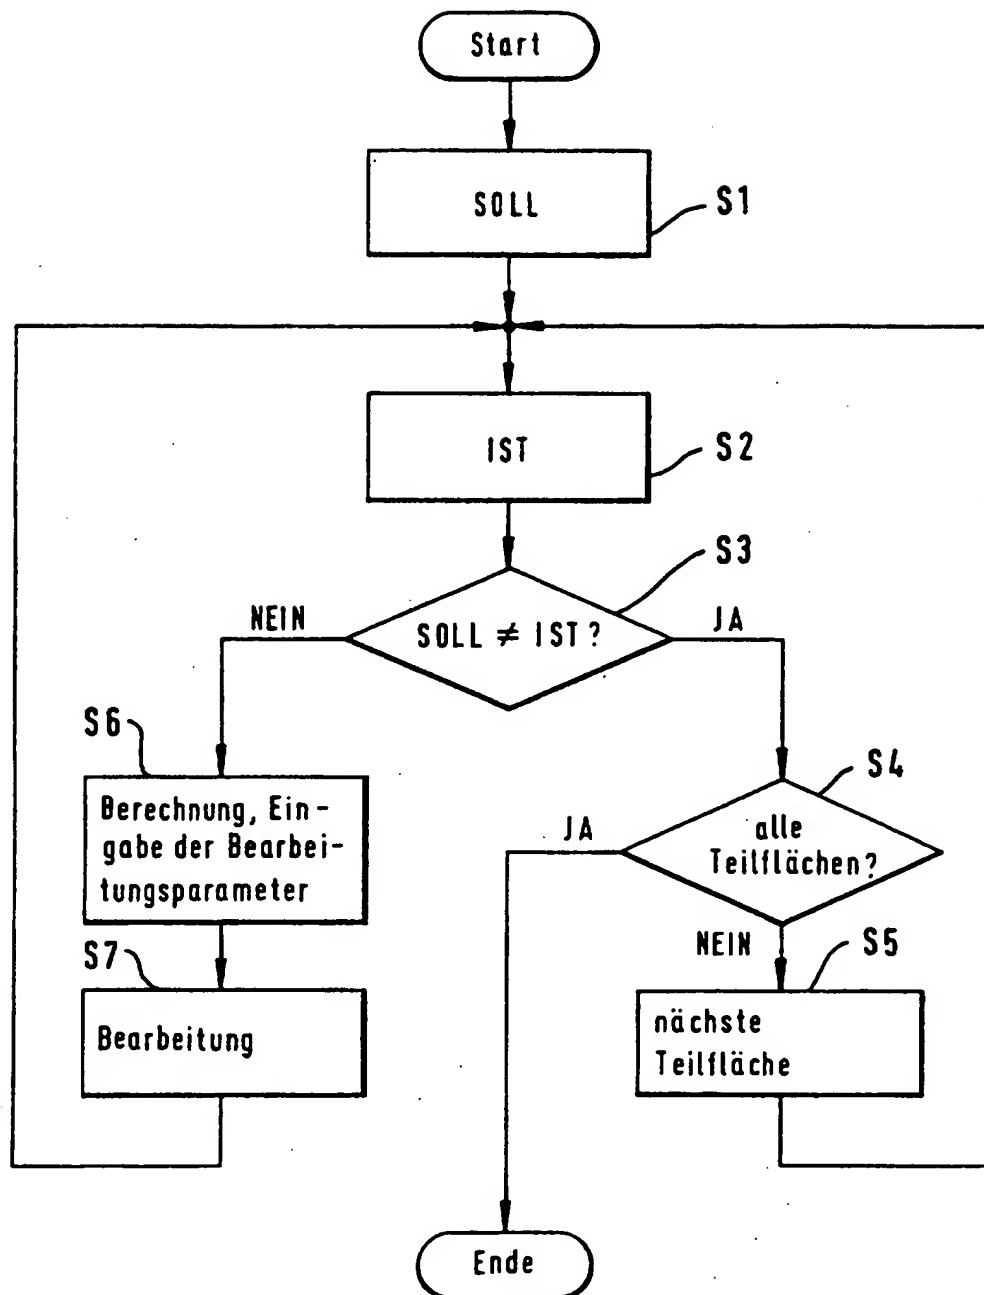 Start
SOLL
S1
IST
S2
S3
NEIN
SOLL ≠ IST?
JA
S6
Berechnung, Ein-
gabe der Bearbei-
tungsparameter
S4
JA
alle
Teilflächen?
NEIN
S7
Bearbeitung
S5
nächste
Teilfläche
Ende